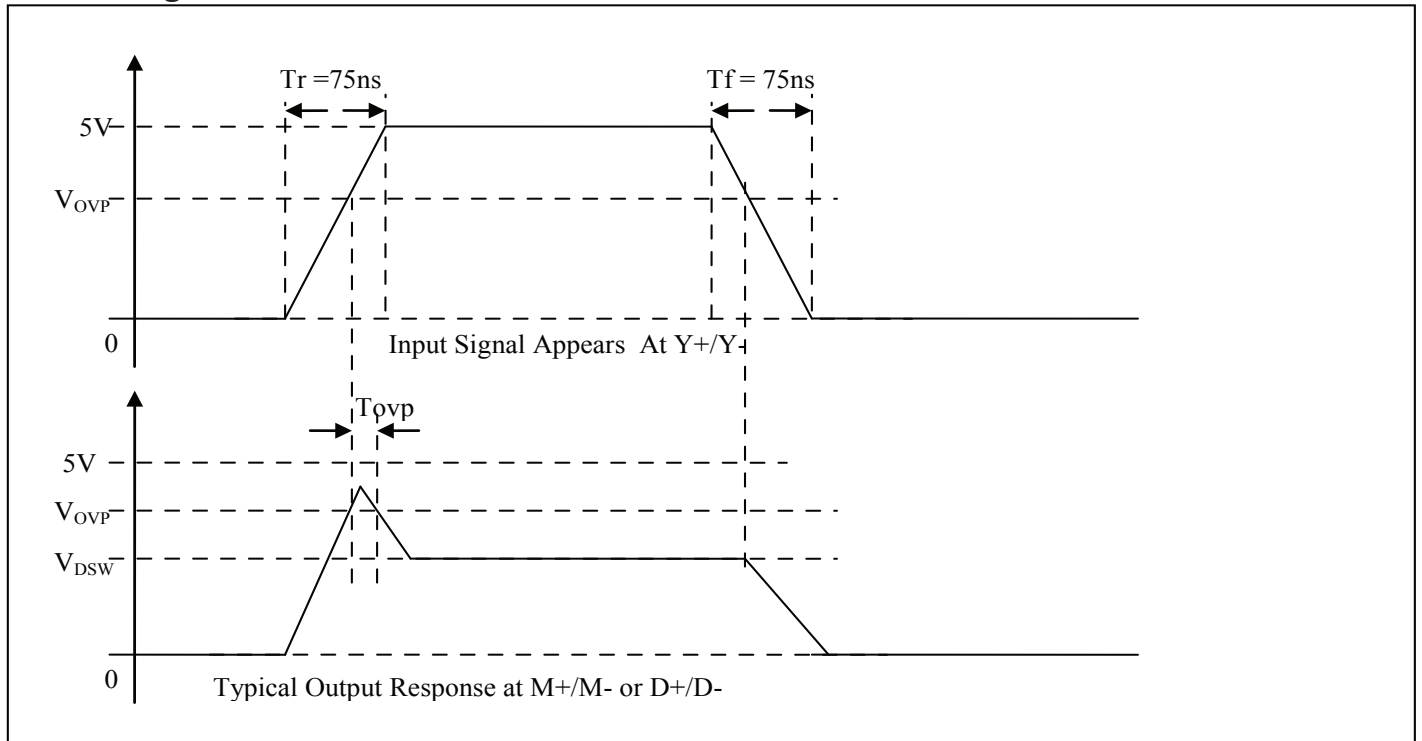 Tr =75ns
Tf = 75ns
5V
VOVP
0
Input Signal Appears At Y+/Y-
Tovp
5V
VOVP
VDSW
0
Typical Output Response at M+/M- or D+/D-